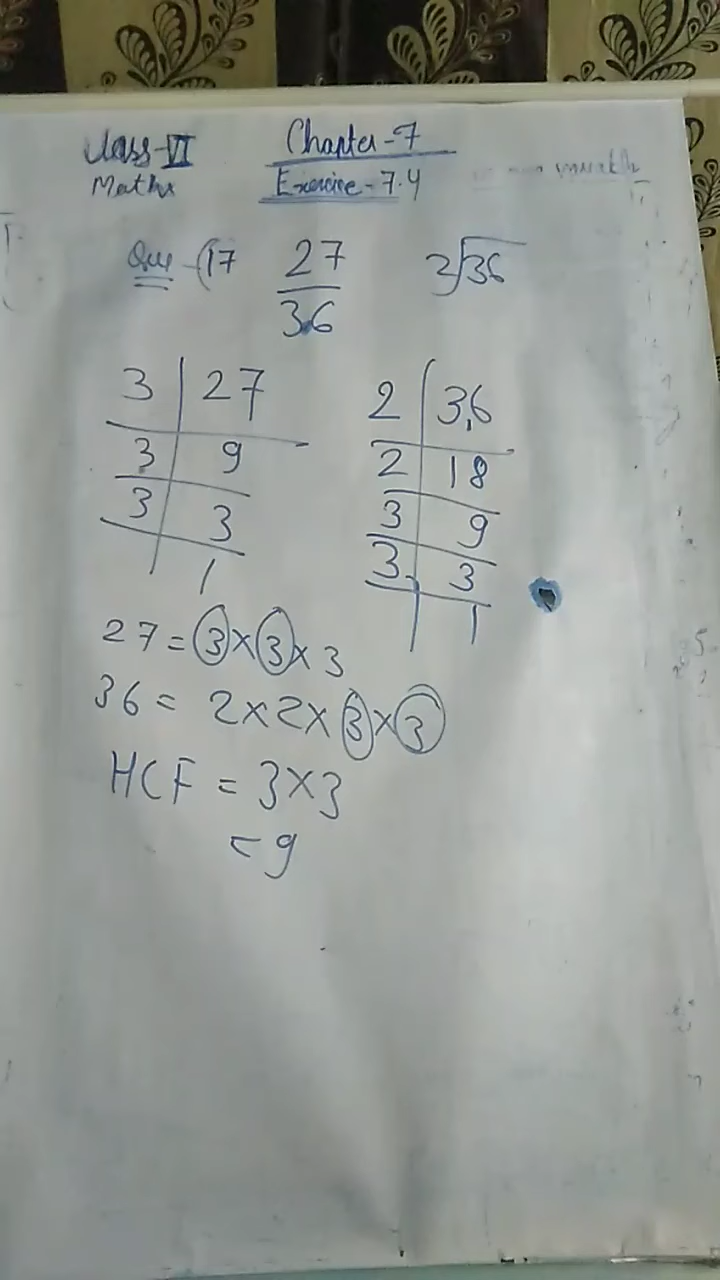 Class-VI Chapter-7
Maths Exercise-7.4
Que-(17 27/36 2√36
3 | 27 2 | 36
3 | 9 2 | 18
3 | 3 3 | 9
| 1 3 | 3
| 1
27 = 3×3×3
36 = 2×2×3×3
HCF = 3×3
= 9